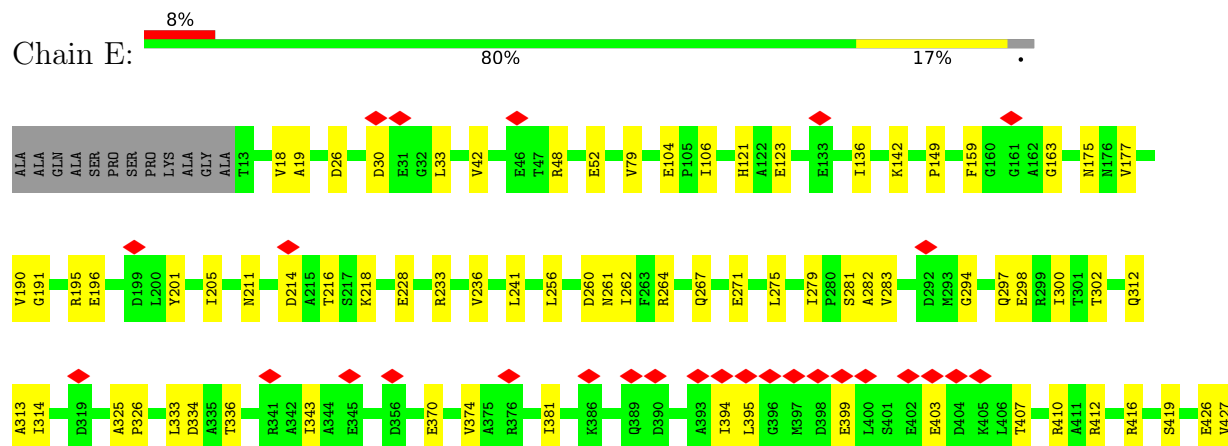 8%
Chain E:
80% 17% •
ALA ALA GLN ALA SER PRO SER PRO LYS ALA GLY ALA T13 V18 A19 D26 D30 E31 G32 L33 V42 E46 T47 R48 E52 V79 E104 P105 I106 H121 A122 E123 E133 I136 K142 P149 F159 G160 G161 A162 G163 N175 N176 V177
V190 G191 R195 E196 D199 L200 Y201 I205 N211 D214 A215 T216 S217 K218 E228 R233 V236 L241 L256 D260 N261 I262 F263 R264 Q267 E271 L275 I279 P280 S281 A282 V283 D292 M293 G294 Q297 E298 R299 I300 T301 T302 Q312
A313 I314 D319 A325 P326 L333 D334 A335 T336 R341 A342 I343 A344 E345 D356 E370 V374 A375 R376 I381 K386 Q389 D390 A393 I394 L395 G396 M397 D398 E399 L400 S401 E402 E403 D404 K405 L406 T407 R410 A411 R412 R416 S419 E426